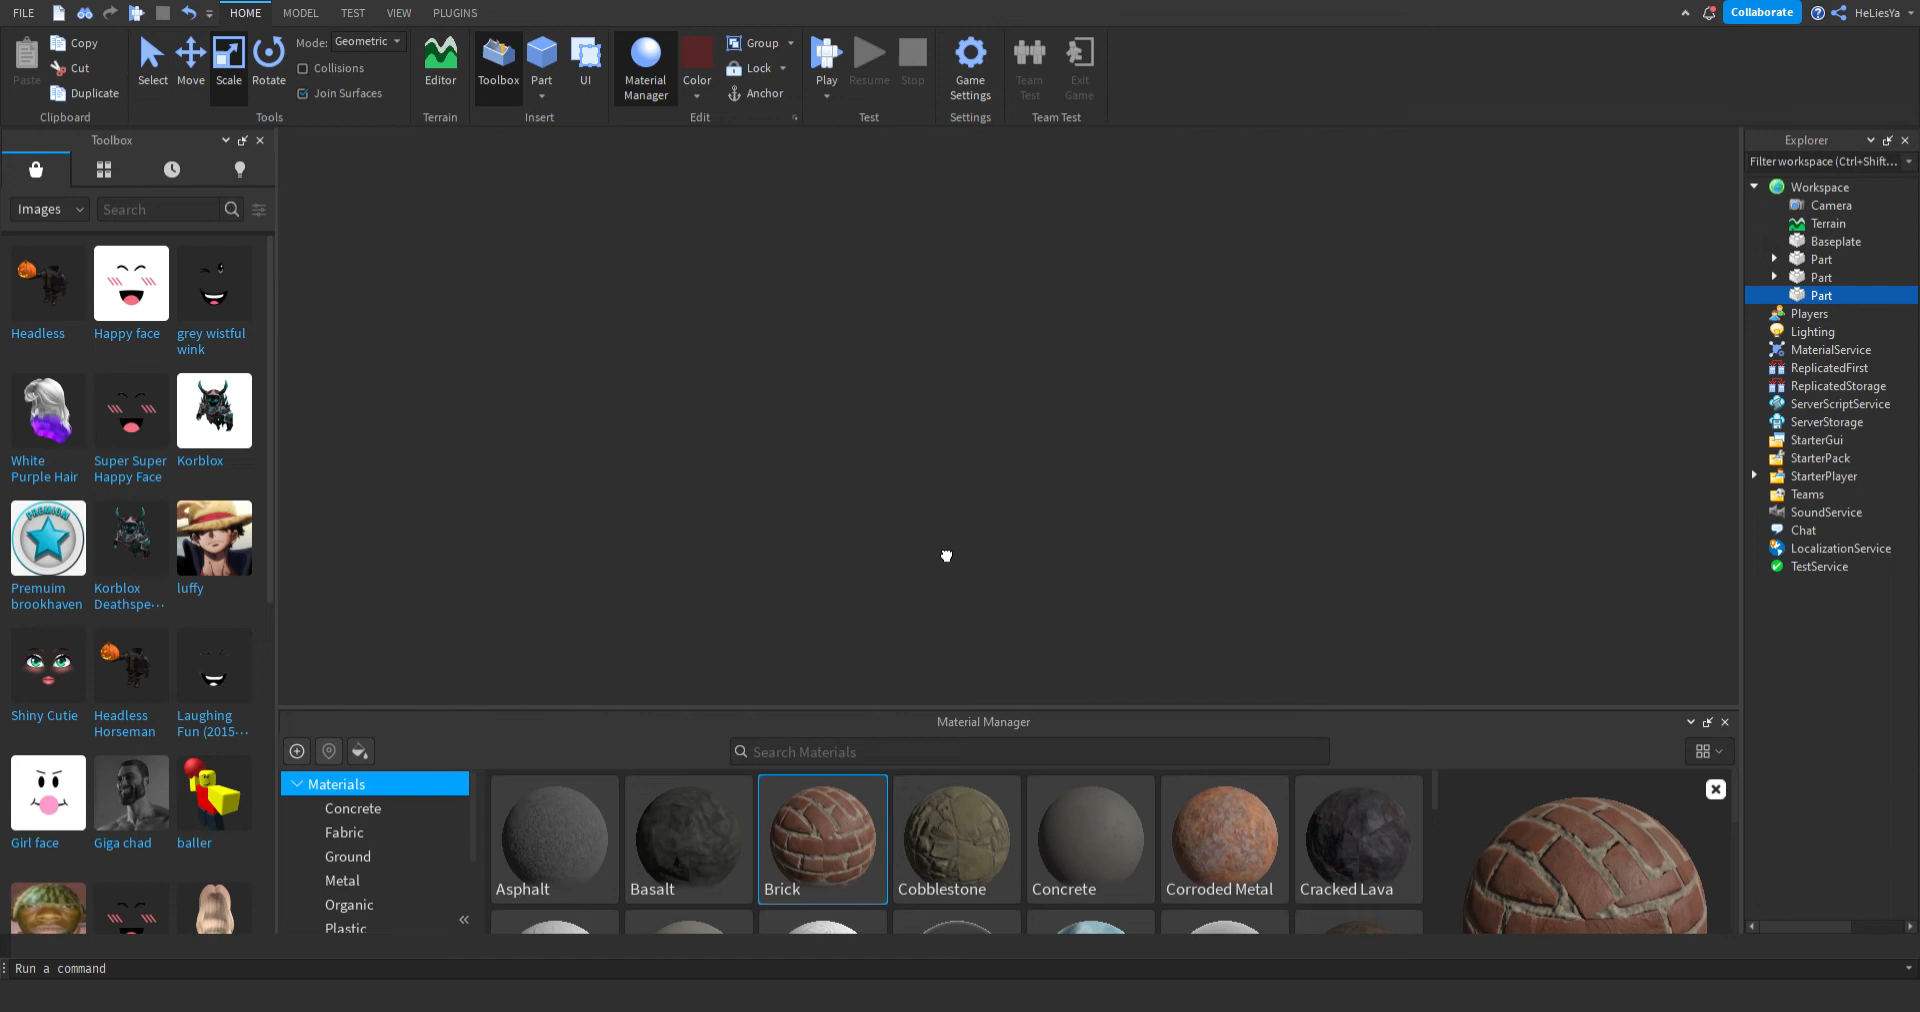 FILE HOME MODEL TEST VIEW PLUGINS Collaborate HeLiesYa
Paste Copy Cut Duplicate
Clipboard
Select Move Scale Rotate
Mode: Geometric
Collisions
Join Surfaces
Tools
Editor
Terrain
Toolbox Part UI
Insert
Material Manager Color
Group
Lock
Anchor
Edit
Play Resume Stop
Test
Game Settings
Settings
Team Test Exit Game
Team Test
Toolbox
Images Search
Headless Happy face grey wistful wink
White Purple Hair Super Super Happy Face Korblox
PREMIUM
Premuim brookhaven Korblox Deathspe··· luffy
Shiny Cutie Headless Horseman Laughing Fun (2015···
Girl face Giga chad baller
Material Manager
Search Materials
Materials
Concrete
Fabric
Ground
Metal
Organic
Plastic
Asphalt Basalt Brick Cobblestone Concrete Corroded Metal Cracked Lava
Explorer
Filter workspace (Ctrl+Shift...
Workspace
Camera
Terrain
Baseplate
Part
Part
Part
Players
Lighting
MaterialService
ReplicatedFirst
ReplicatedStorage
ServerScriptService
ServerStorage
StarterGui
StarterPack
StarterPlayer
Teams
SoundService
Chat
LocalizationService
TestService
Run a command